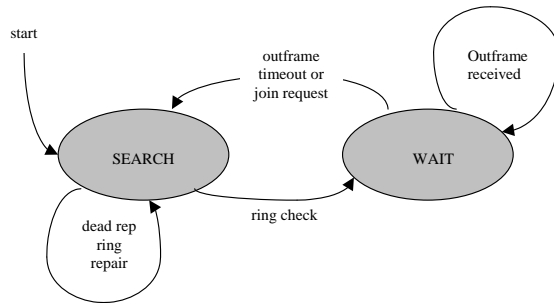 start
outframe
timeout or
join request
Outframe
received
SEARCH
WAIT
ring check
dead rep
ring
repair